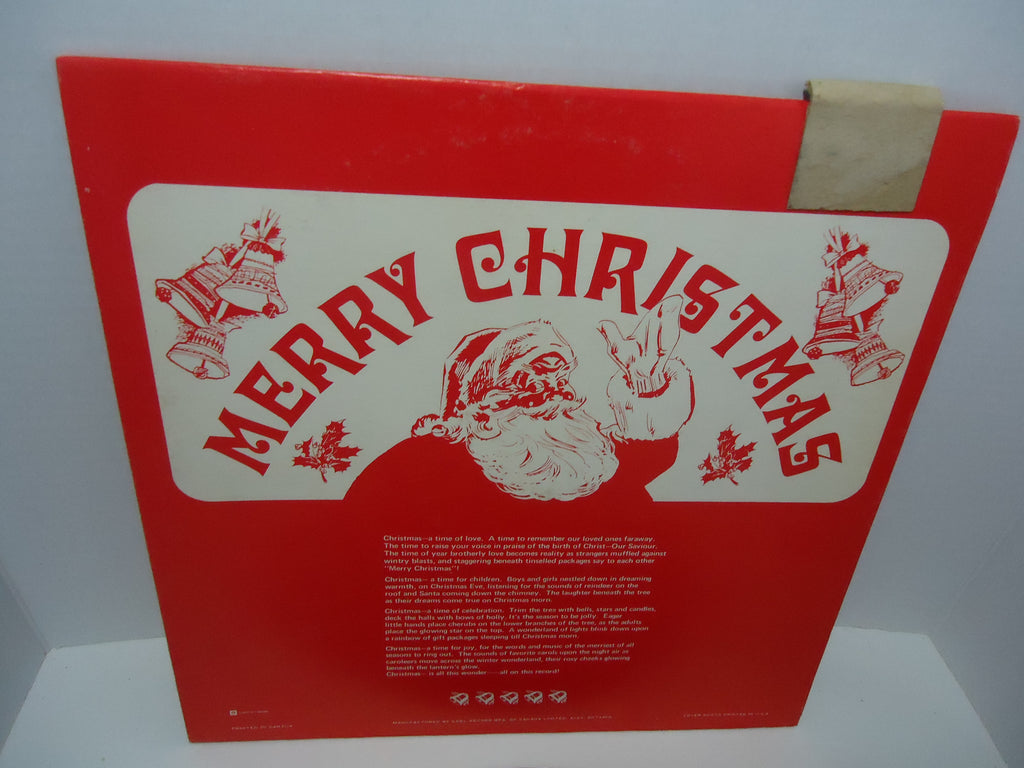 MERRY CHRISTMAS
Christmas—a time of love. A time to remember our loved ones faraway.
The time to raise your voice in praise of the birth of Christ—Our Saviour.
The time of year brotherly love becomes reality as strangers muffled against
wintry blasts, and staggering beneath tinselled packages say to each other
"Merry Christmas"!
Christmas— a time for children. Boys and girls nestled down in dreaming
warmth, on Christmas Eve, listening for the sounds of reindeer on the
roof and Santa coming down the chimney. The laughter beneath the tree
as their dreams come true on Christmas morn.
Christmas—a time of celebration. Trim the tree with bells, stars and candles,
deck the halls with bows of holly. It's the season to be jolly. Eager
little hands place cherubs on the lower branches of the tree, as the adults
place the glowing star on the top. A wonderland of lights blink down upon
a rainbow of gift packages sleeping till Christmas morn.
Christmas—a time for joy, for the words and music of the merriest of all
seasons to ring out. The sounds of favorite carols upon the night air as
caroleers move across the winter wonderland, their rosy cheeks glowing
beneath the lantern's glow.
Christmas— is all this wonder----all on this record!